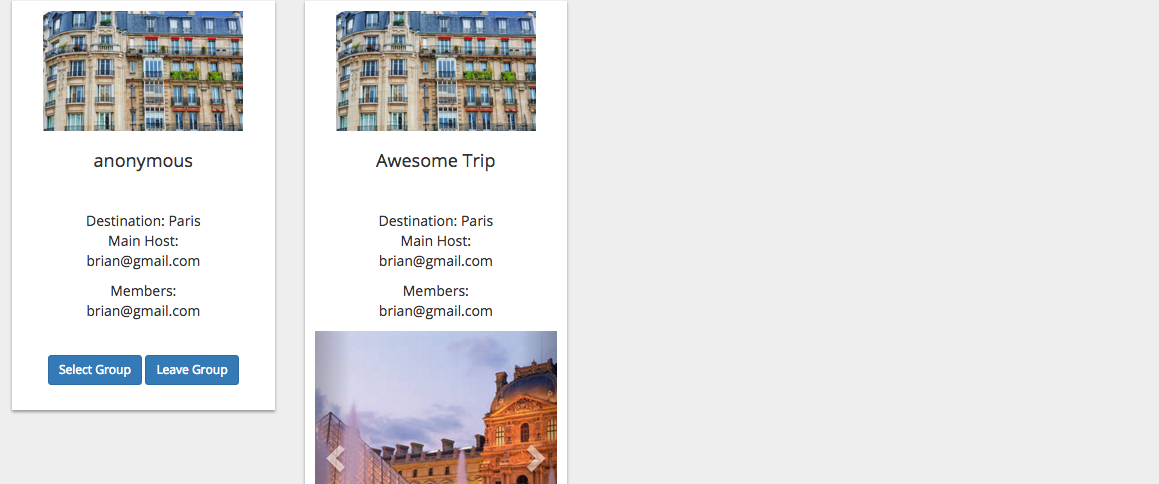 anonymous
Destination: Paris
Main Host:
brian@gmail.com
Members:
brian@gmail.com
Select Group
Leave Group
Awesome Trip
Destination: Paris
Main Host:
brian@gmail.com
Members:
brian@gmail.com